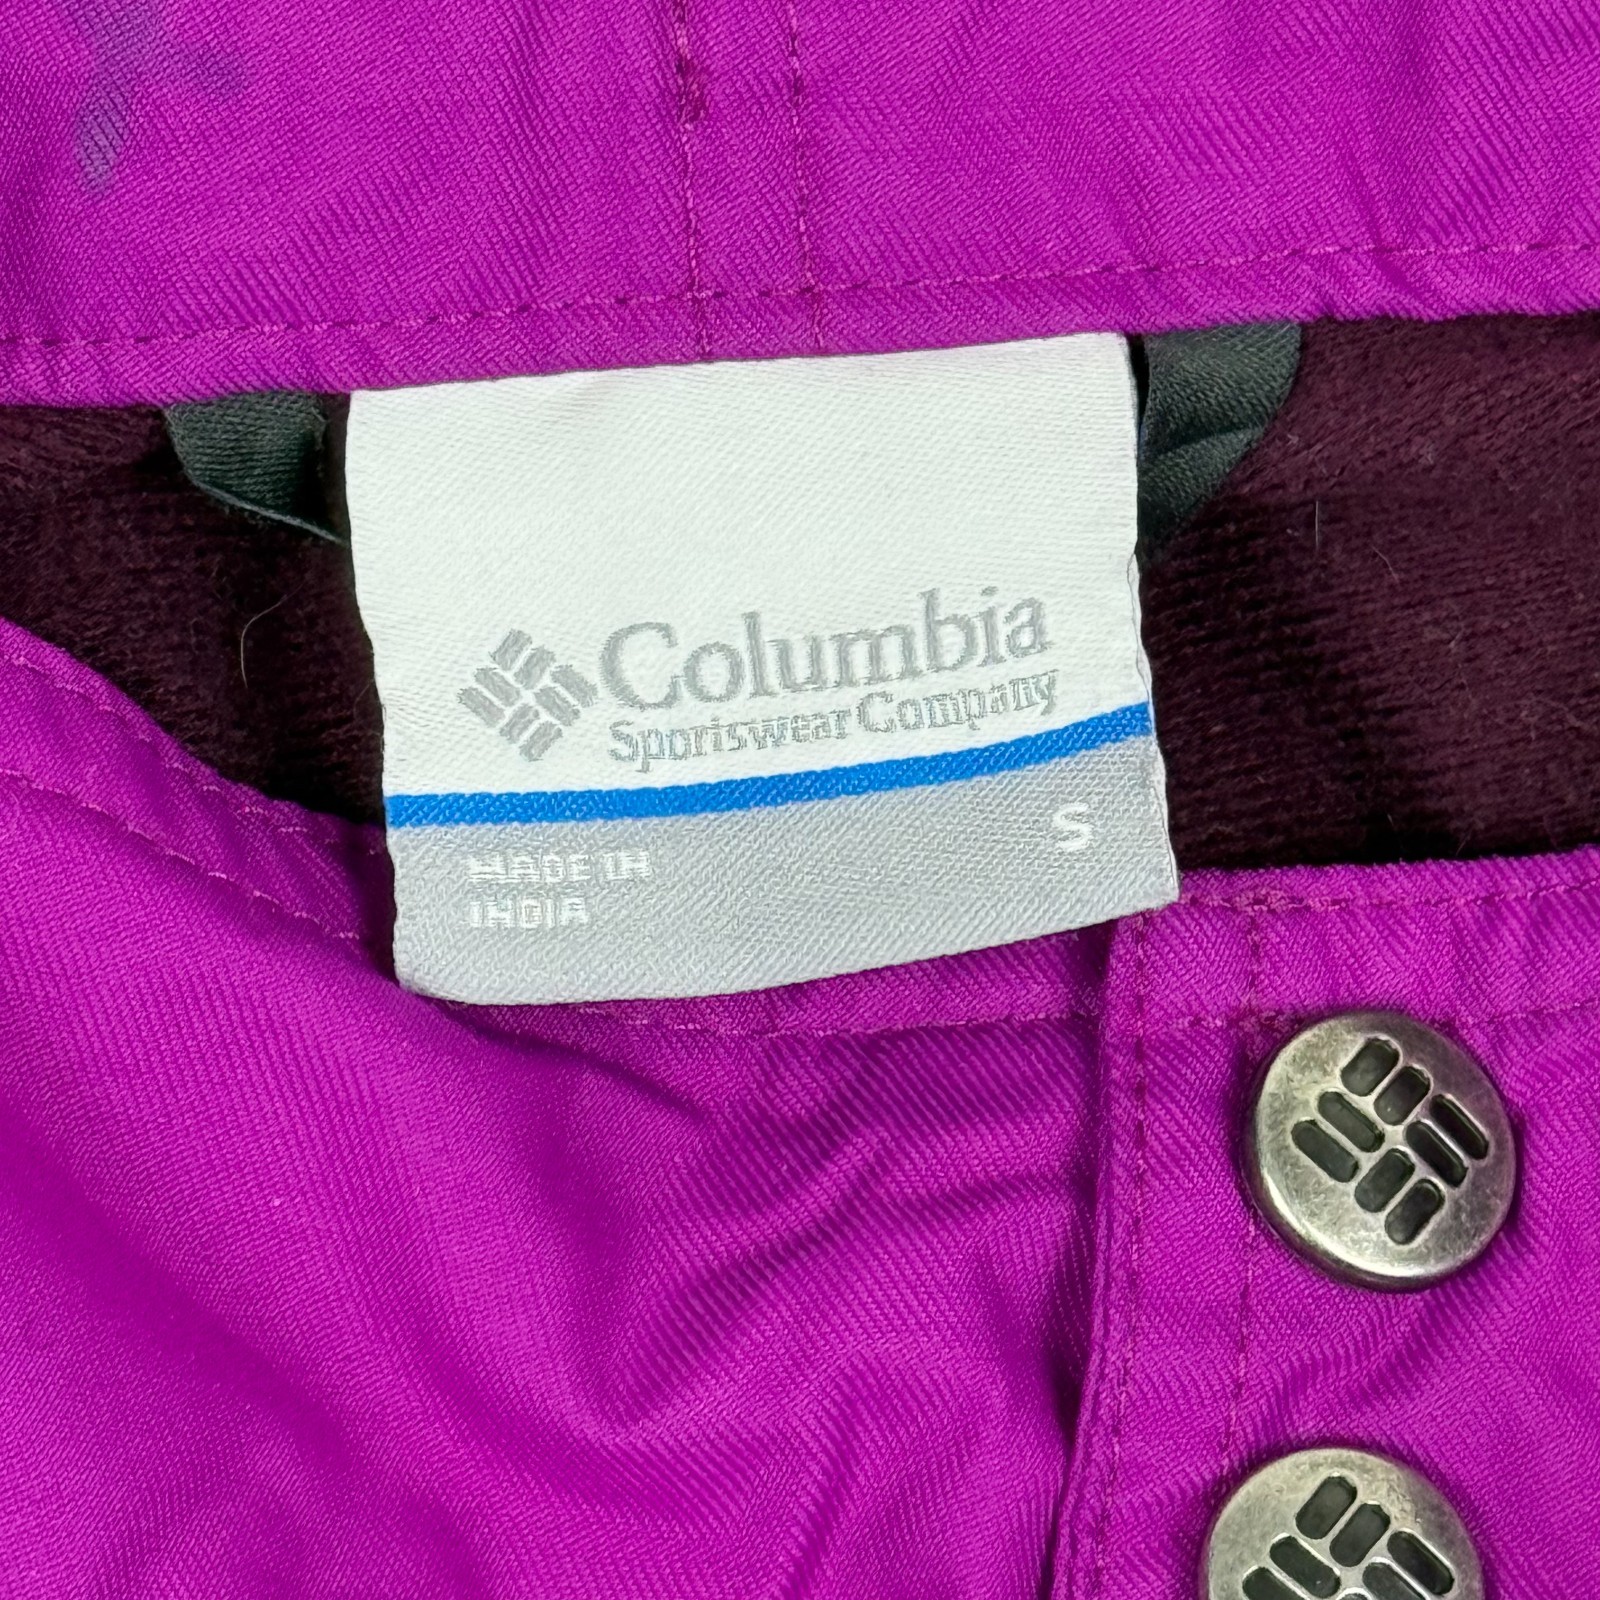 Columbia
Sportswear Company
S
MADE IN
INDIA